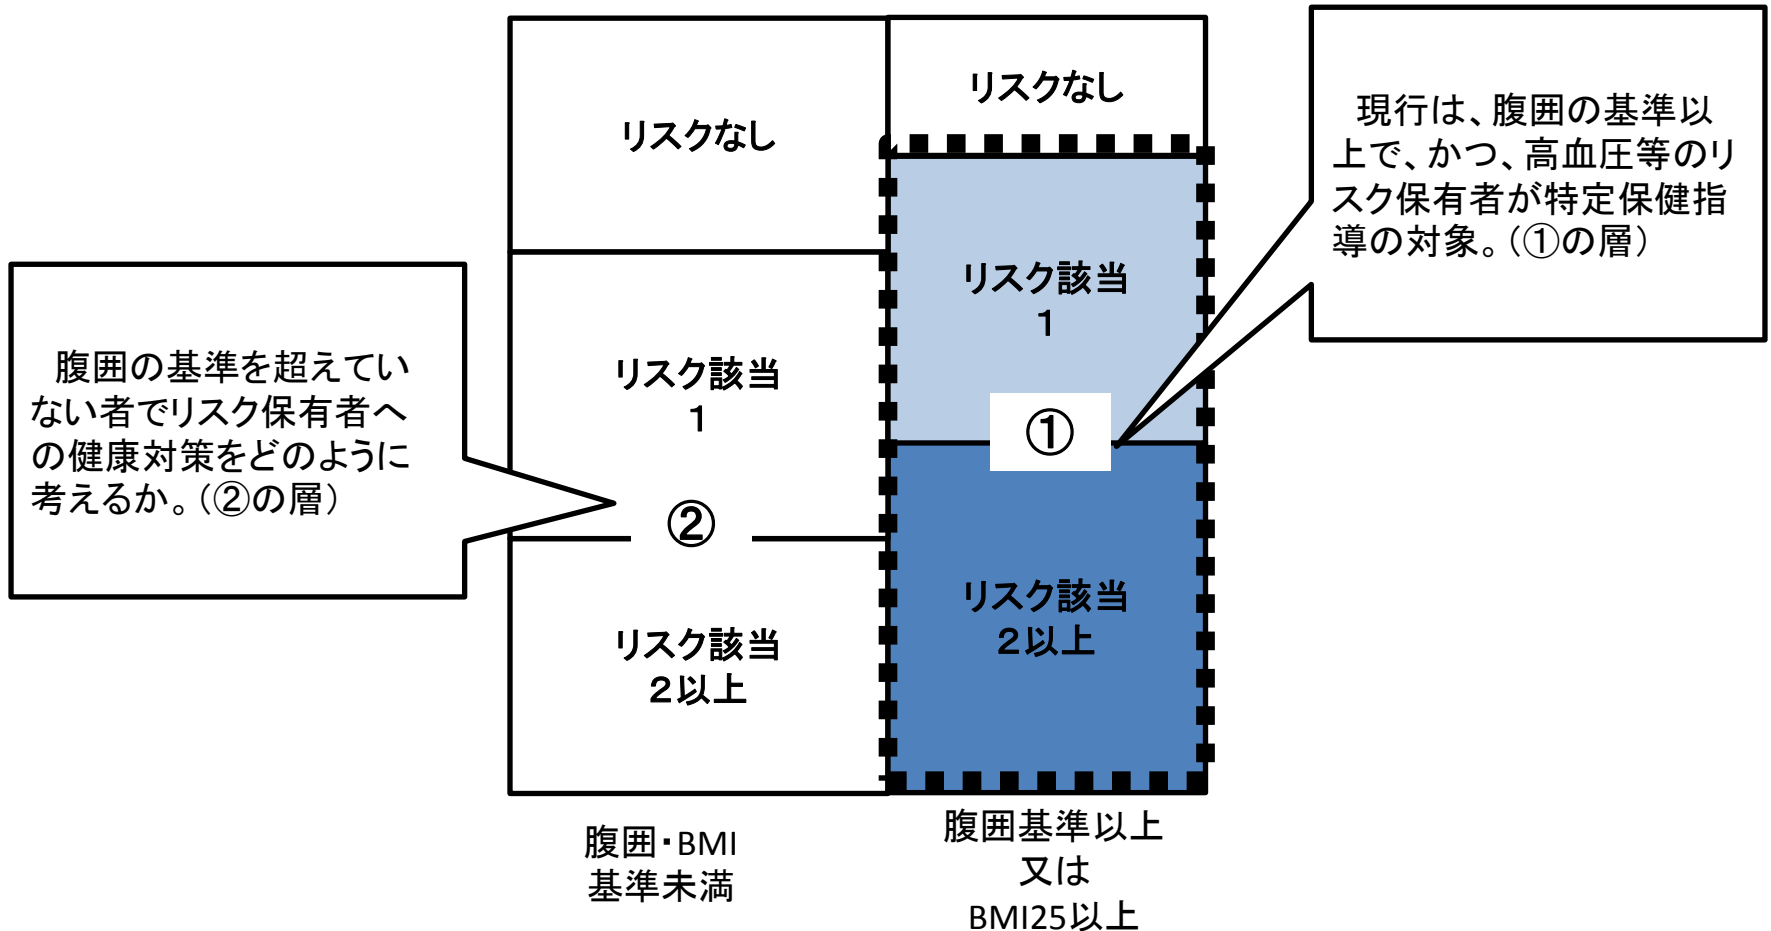 リスクなし
リスクなし
現行は、腹囲の基準以
上で、かつ、高血圧等のリ
スク保有者が特定保健指
導の対象。（①の層）
リスク該当
1
腹囲の基準を超えてい
ない者でリスク保有者へ
の健康対策をどのように
考えるか。（②の層）
リスク該当
1
①
②
リスク該当
２以上
リスク該当
２以上
腹囲・BMI
基準未満
腹囲基準以上
又は
BMI25以上